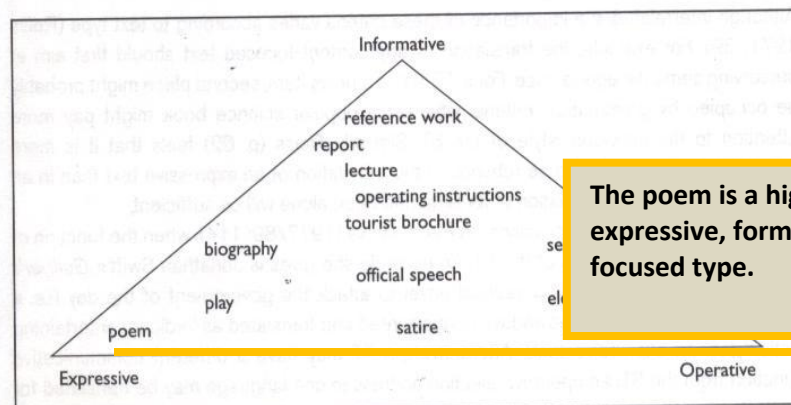 Informative
reference work
report
lecture
operating instructions
tourist brochure
biography
official speech
play
poem
satire
Expressive
Operative
The poem is a hig
expressive, form
focused type.